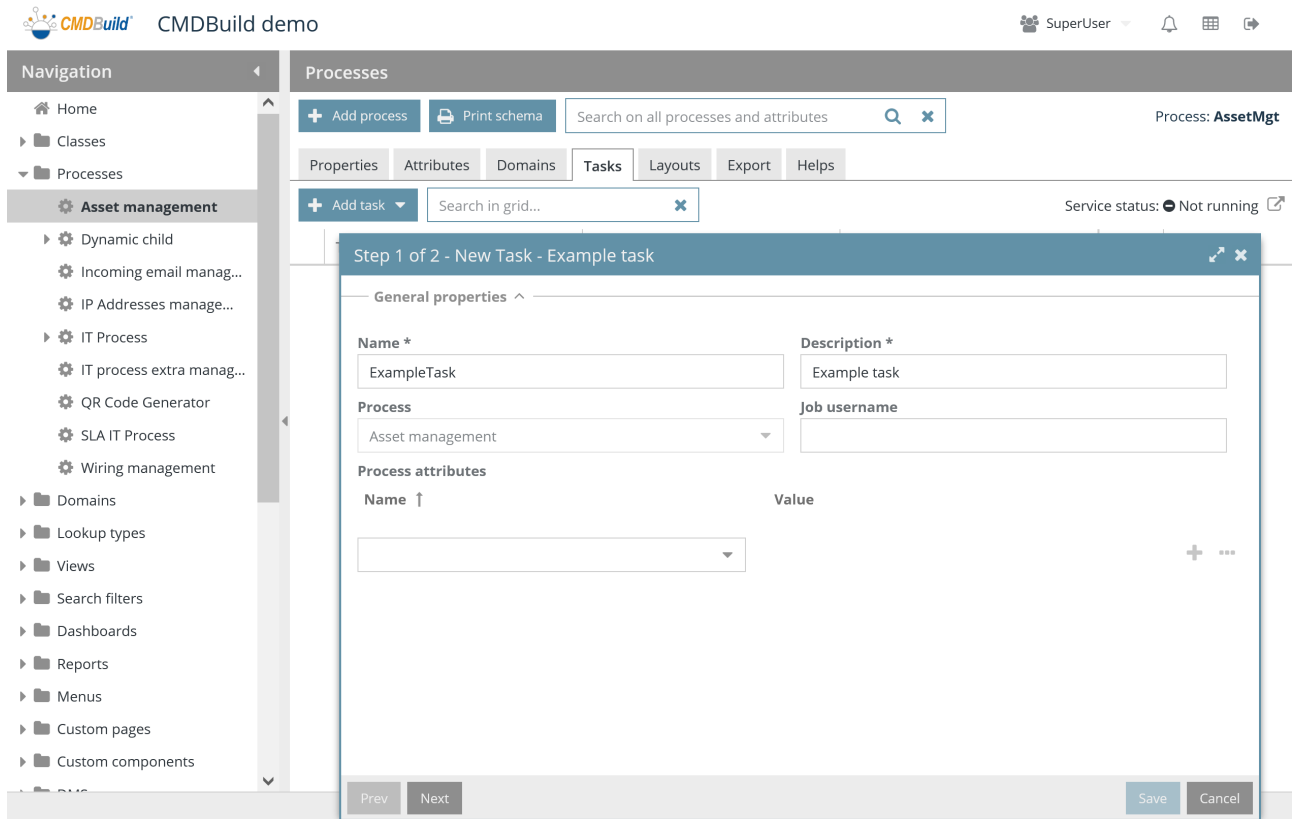 CMDBuild CMDBuild demo SuperUser
Navigation
Processes
Home
Classes
Processes
Asset management
Dynamic child
Incoming email manag...
IP Addresses manage...
IT Process
IT process extra manag...
QR Code Generator
SLA IT Process
Wiring management
Domains
Lookup types
Views
Search filters
Dashboards
Reports
Menus
Custom pages
Custom components
Add process Print schema Search on all processes and attributes Process: AssetMgt
Properties Attributes Domains Tasks Layouts Export Helps
Add task Search in grid... Service status: Not running
Step 1 of 2 - New Task - Example task
General properties
Name * Description *
ExampleTask Example task
Process Job username
Asset management
Process attributes
Name ↑ Value
Prev Next Save Cancel